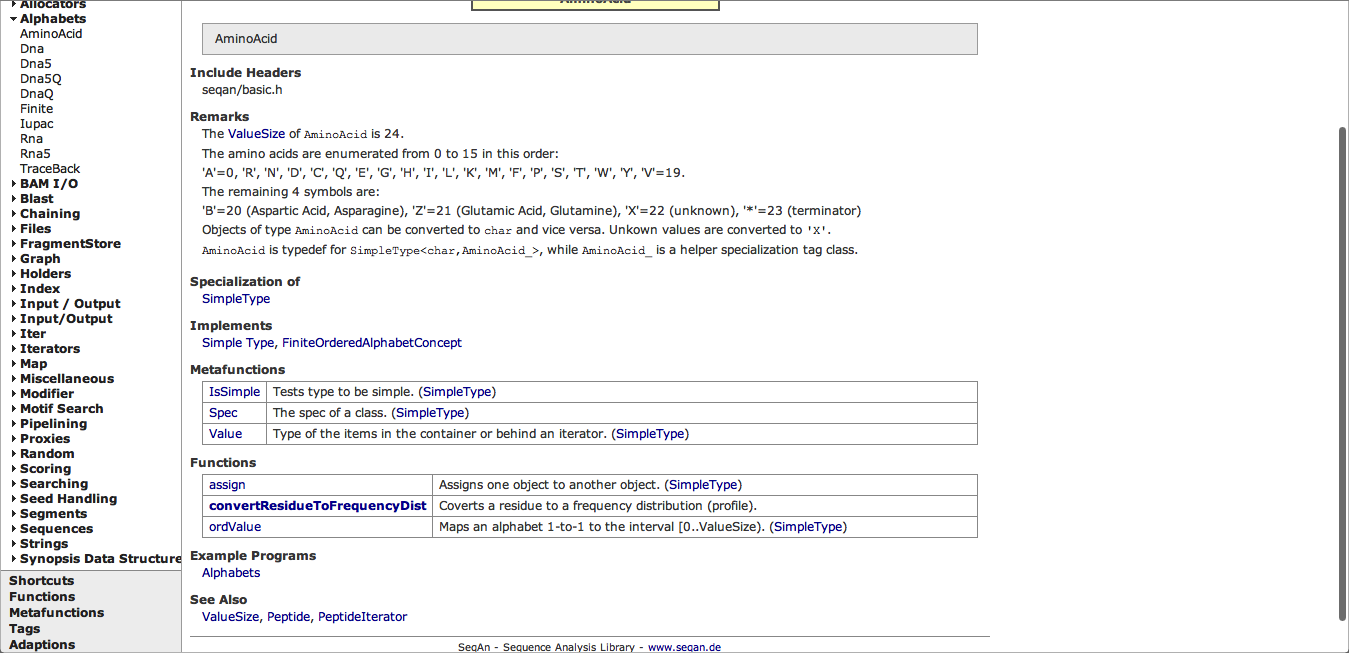 Allocators
Alphabets
AminoAcid
Dna
Dna5
Dna5Q
DnaQ
Finite
Iupac
Rna
Rna5
TraceBack
BAM I/O
Blast
Chaining
Files
FragmentStore
Graph
Holders
Index
Input / Output
Input/Output
Iter
Iterators
Map
Miscellaneous
Modifier
Motif Search
Pipelining
Proxies
Random
Scoring
Searching
Seed Handling
Segments
Sequences
Strings
Synopsis Data Structure
Shortcuts
Functions
Metafunctions
Tags
Adaptions
AminoAcid
AminoAcid
Include Headers
seqan/basic.h
Remarks
The ValueSize of AminoAcid is 24.
The amino acids are enumerated from 0 to 15 in this order:
'A'=0, 'R', 'N', 'D', 'C', 'Q', 'E', 'G', 'H', 'I', 'L', 'K', 'M', 'F', 'P', 'S', 'T', 'W', 'Y', 'V'=19.
The remaining 4 symbols are:
'B'=20 (Aspartic Acid, Asparagine), 'Z'=21 (Glutamic Acid, Glutamine), 'X'=22 (unknown), '*'=23 (terminator)
Objects of type AminoAcid can be converted to char and vice versa. Unkown values are converted to 'X'.
AminoAcid is typedef for SimpleType<char,AminoAcid_>, while AminoAcid_ is a helper specialization tag class.
Specialization of
SimpleType
Implements
Simple Type, FiniteOrderedAlphabetConcept
Metafunctions
IsSimple Tests type to be simple. (SimpleType)
Spec The spec of a class. (SimpleType)
Value Type of the items in the container or behind an iterator. (SimpleType)
Functions
assign Assigns one object to another object. (SimpleType)
convertResidueToFrequencyDist Coverts a residue to a frequency distribution (profile).
ordValue Maps an alphabet 1-to-1 to the interval [0..ValueSize). (SimpleType)
Example Programs
Alphabets
See Also
ValueSize, Peptide, PeptideIterator
SeqAn - Sequence Analysis Library - www.seqan.de